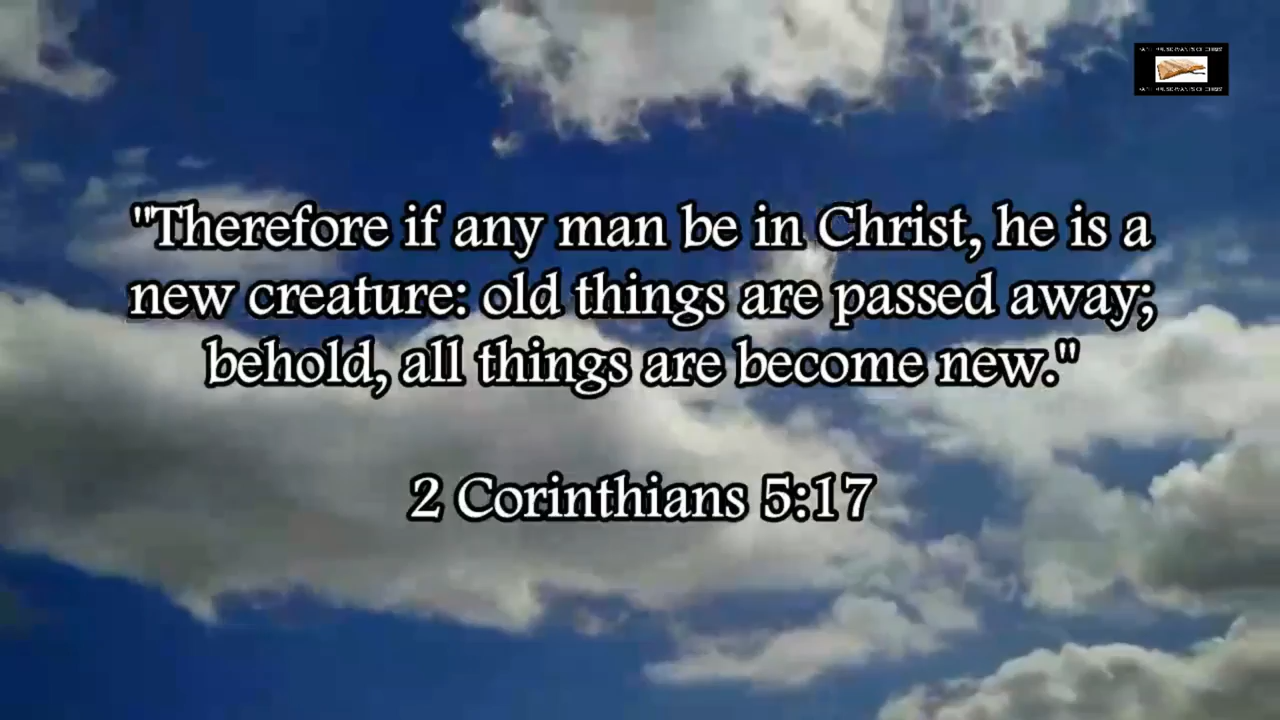 "Therefore if any man be in Christ, he is a
new creature: old things are passed away;
behold, all things are become new."
2 Corinthians 5:17